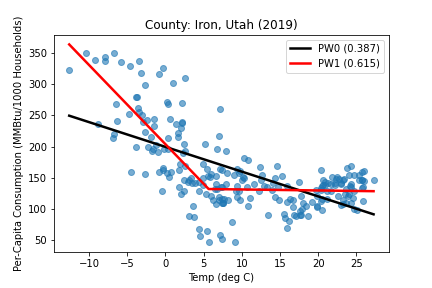 County: Iron, Utah (2019)
PW0 (0.387)
PW1 (0.615)
Per-Capita Consumption (MMBtu/1000 Households)
350
300
250
200
150
100
50
−10 −5 0 5 10 15 20 25
Temp (deg C)